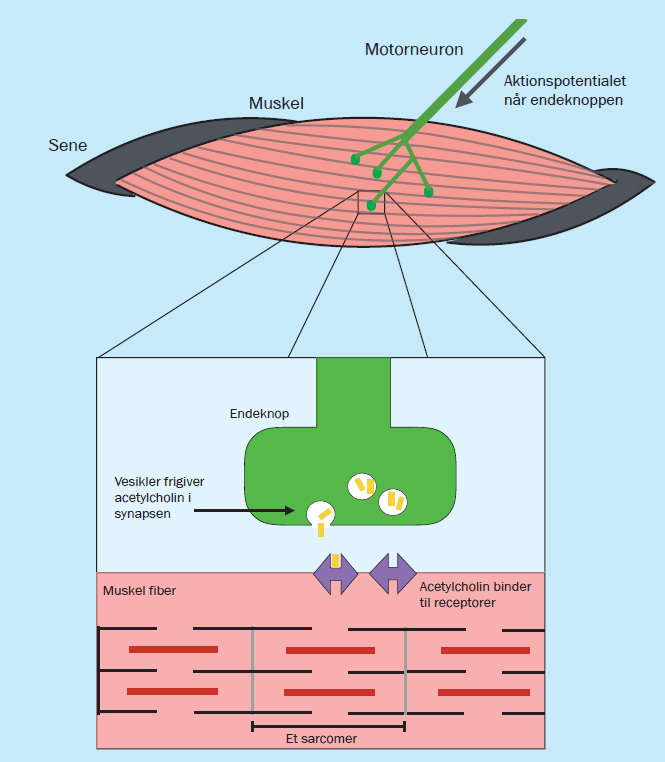 Motorneuron
Aktionspotentialet
når endeknoppen
Muskel
Sene
Endeknop
Vesikler frigiver
acetylcholin i
synapsen
Muskel fiber
Acetylcholin binder
til receptorer
Et sarcomer